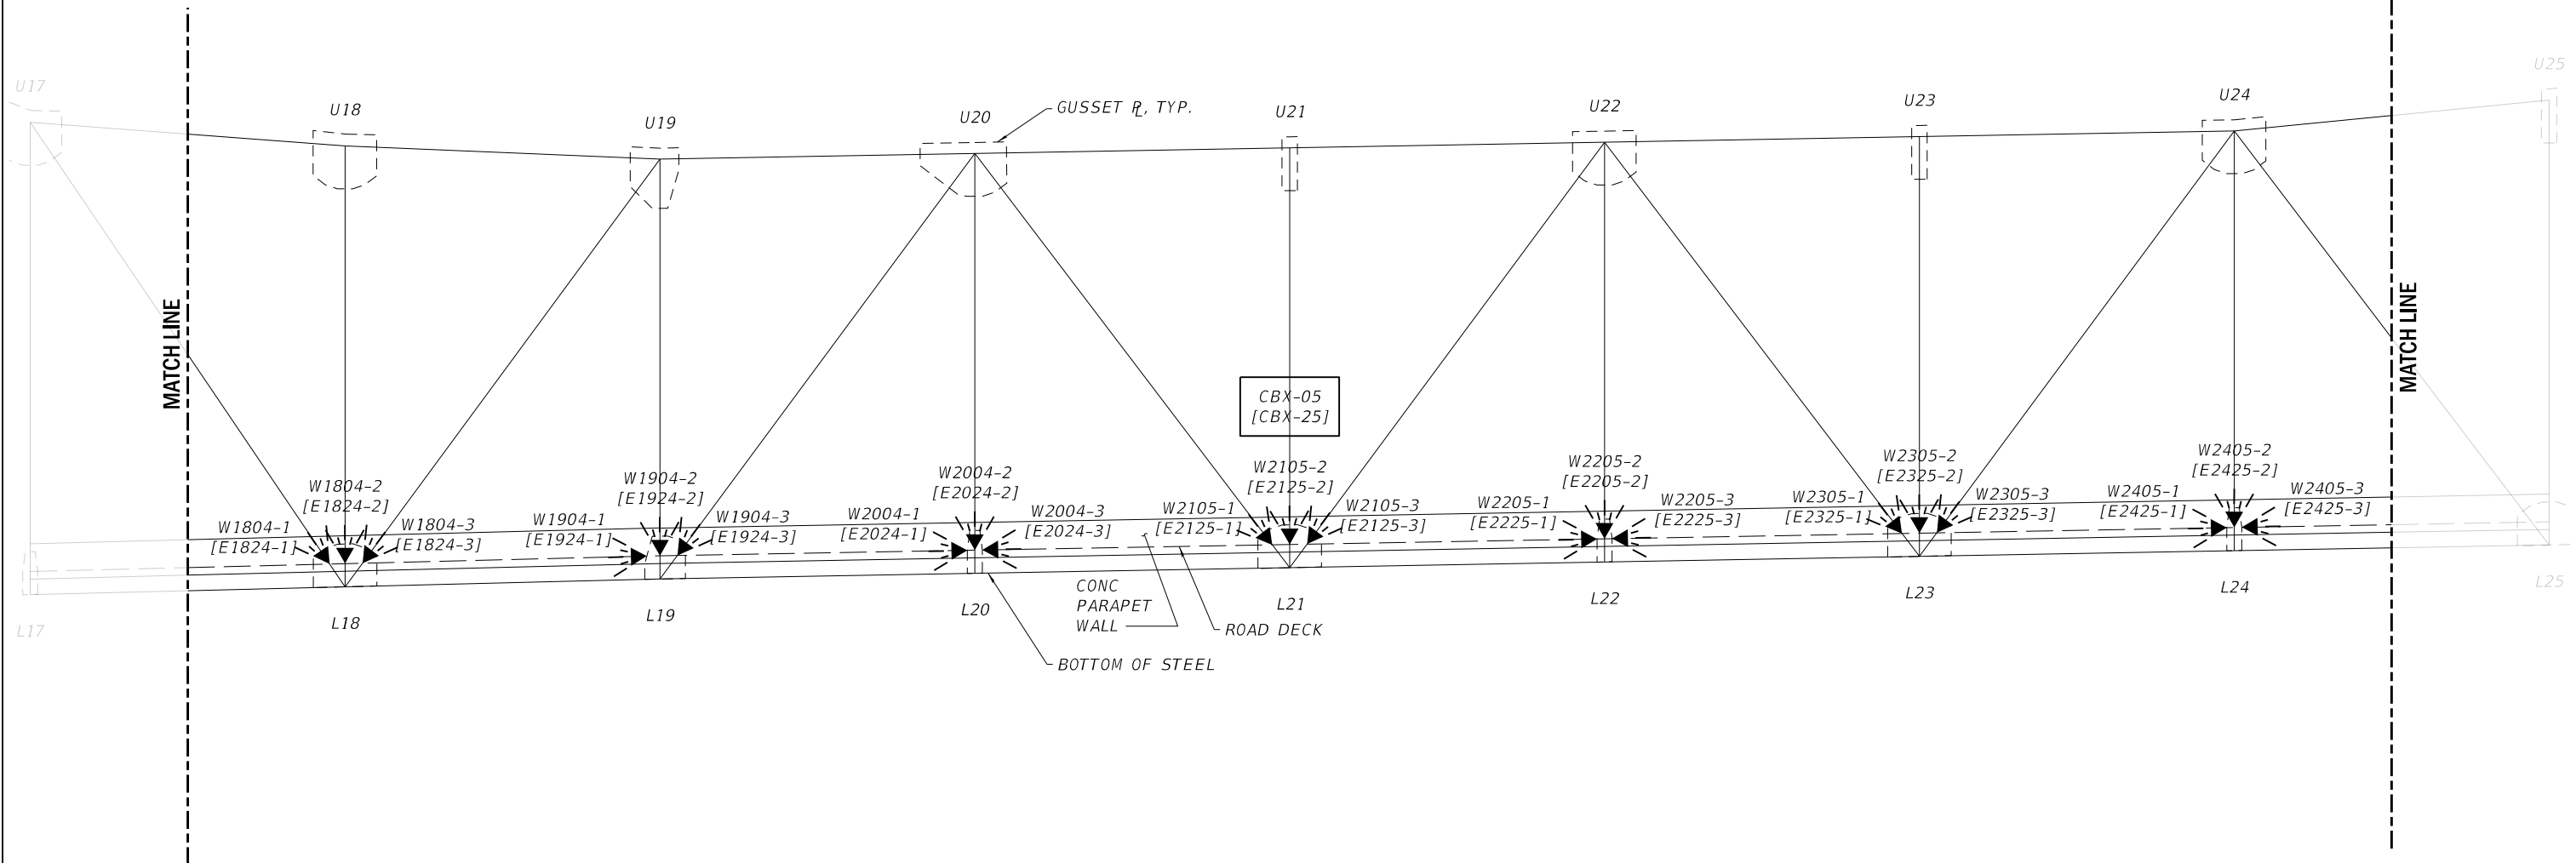 U17
U18
U19
U20
GUSSET PL, TYP.
U21
U22
U23
U24
U25
MATCH LINE
MATCH LINE
CBX-05
[CBX-25]
W1804-1
[E1824-1]
W1804-2
[E1824-2]
W1804-3
[E1824-3]
W1904-1
[E1924-1]
W1904-2
[E1924-2]
W1904-3
[E1924-3]
W2004-1
[E2024-1]
W2004-2
[E2024-2]
W2004-3
[E2024-3]
W2105-1
[E2125-1]
W2105-2
[E2125-2]
W2105-3
[E2125-3]
W2205-1
[E2225-1]
W2205-2
[E2205-2]
W2205-3
[E2225-3]
W2305-1
[E2325-1]
W2305-2
[E2325-2]
W2305-3
[E2325-3]
W2405-1
[E2425-1]
W2405-2
[E2425-2]
W2405-3
[E2425-3]
L17
L18
L19
L20
CONC
PARAPET
WALL
ROAD DECK
BOTTOM OF STEEL
L21
L22
L23
L24
L25